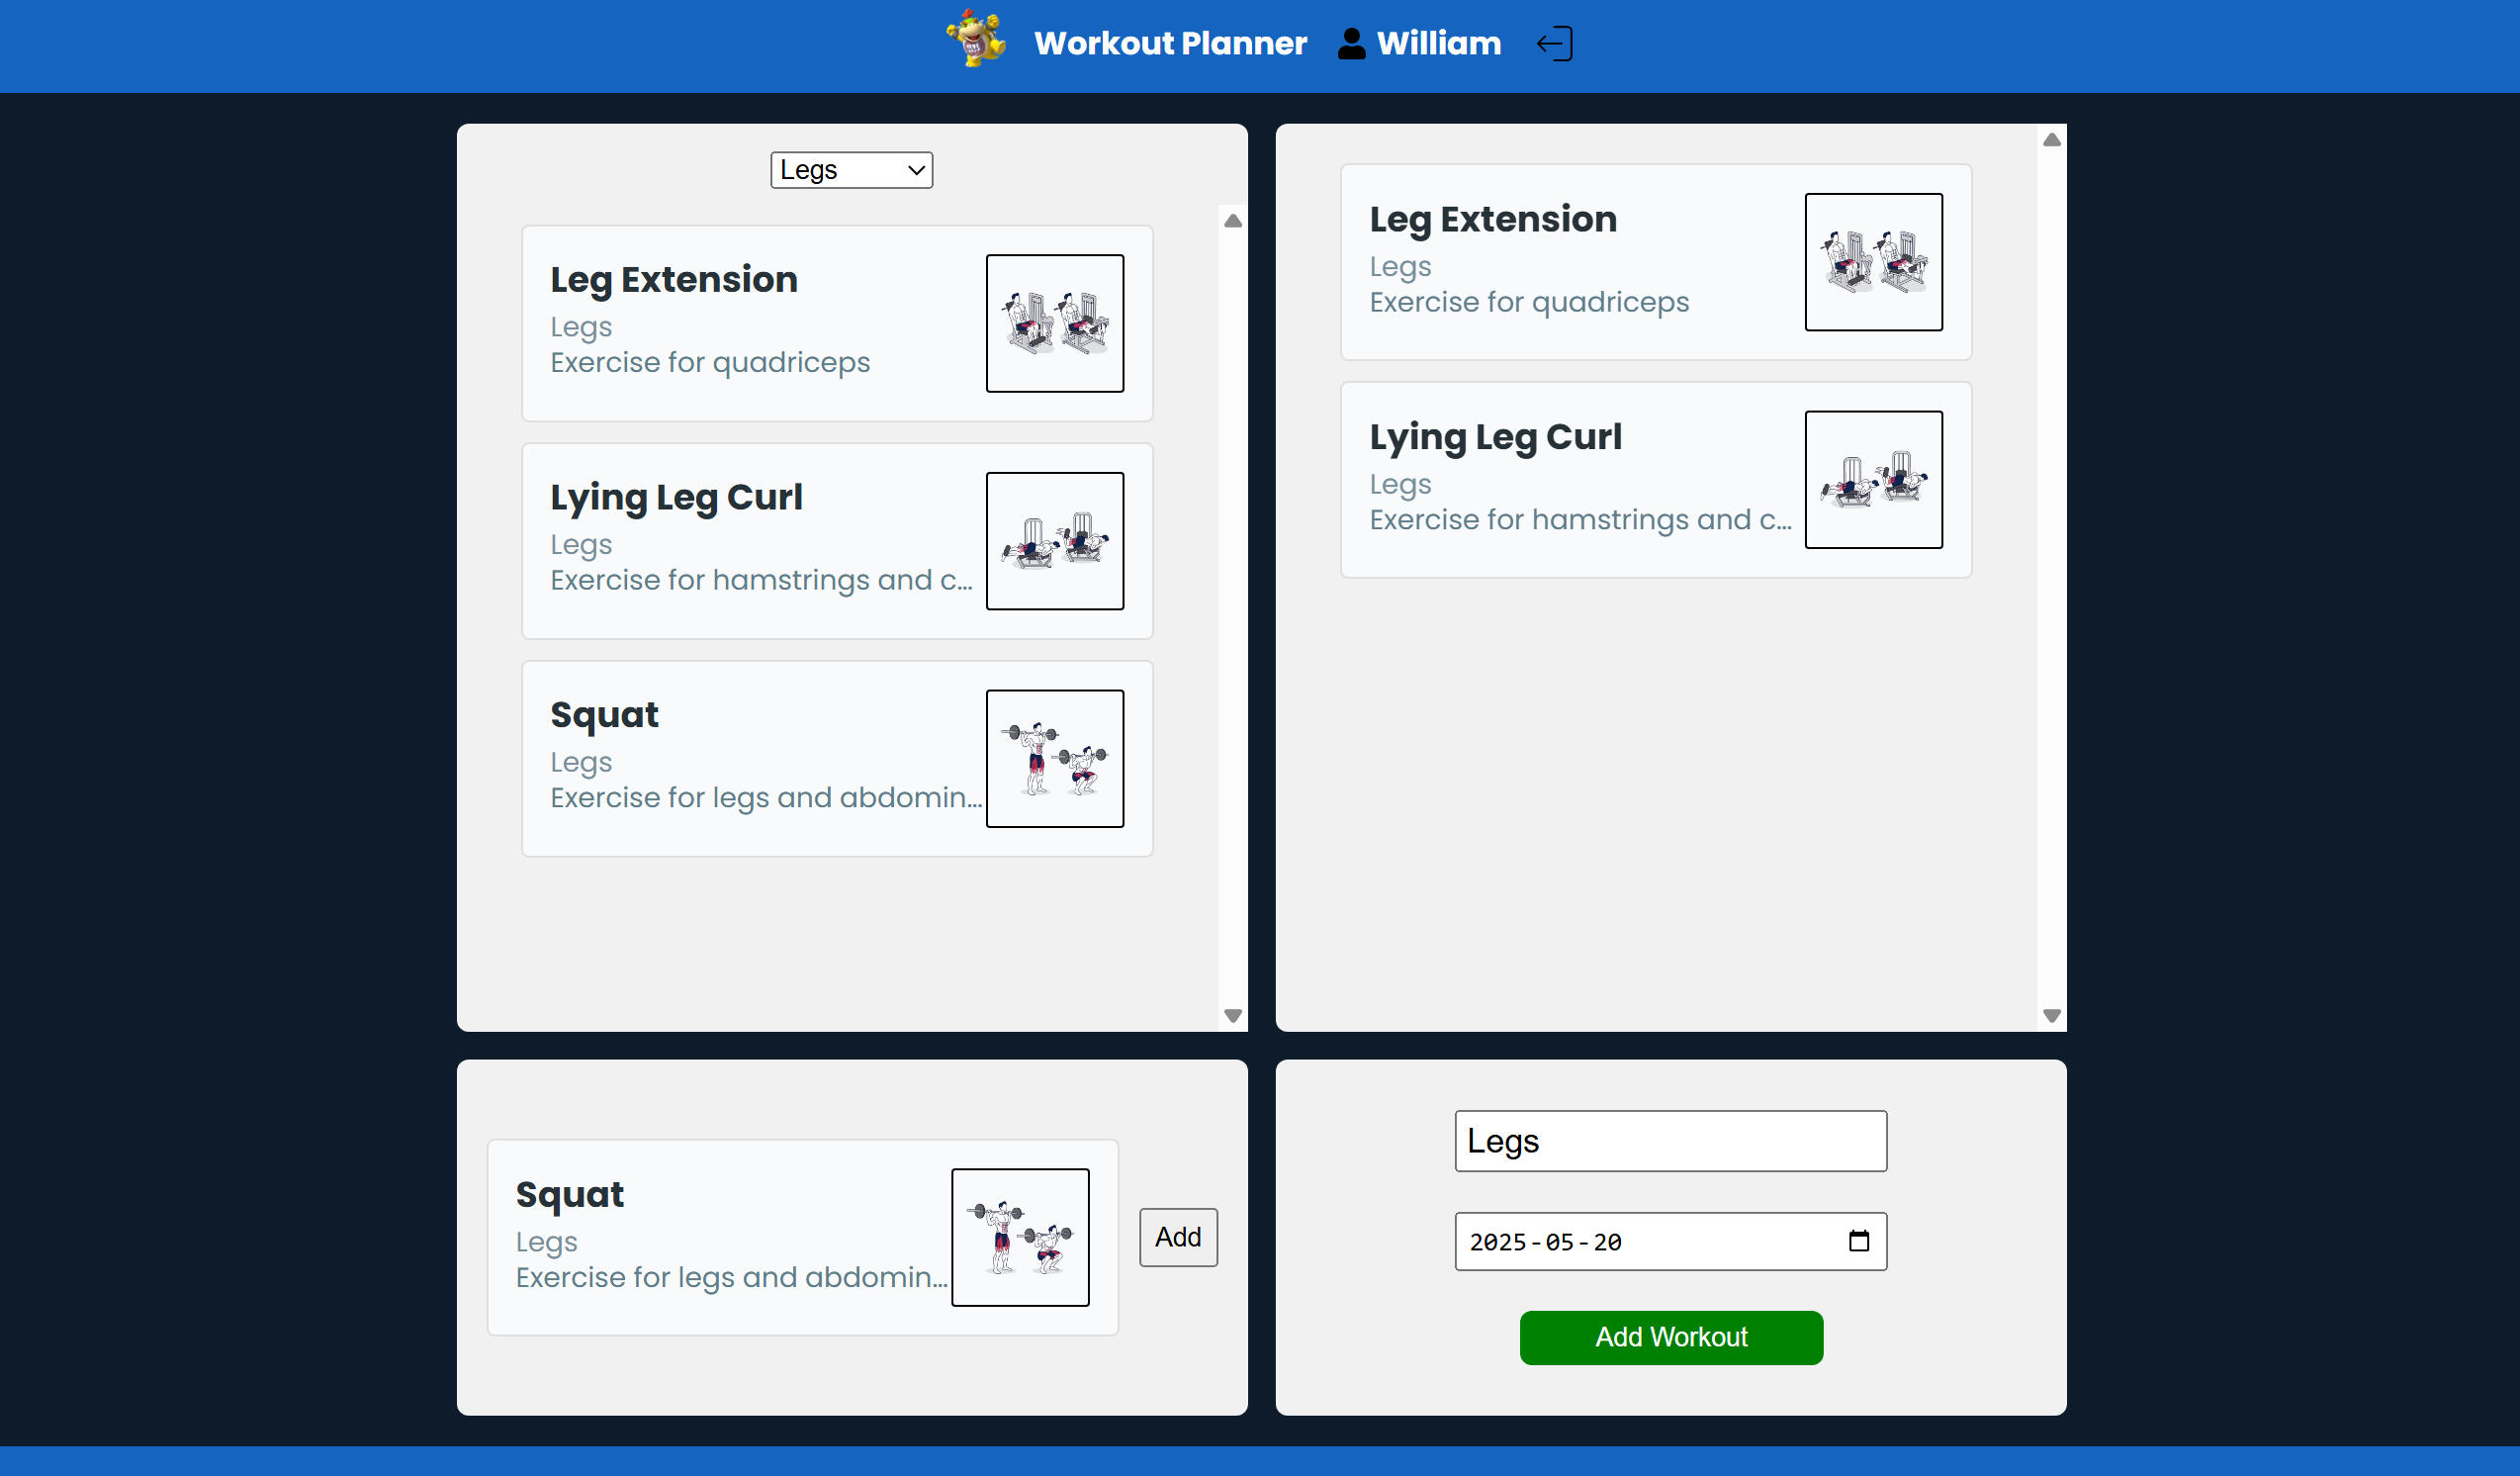 Workout Planner William
Legs
Leg Extension
Legs
Exercise for quadriceps
Lying Leg Curl
Legs
Exercise for hamstrings and c...
Squat
Legs
Exercise for legs and abdomin...
Leg Extension
Legs
Exercise for quadriceps
Lying Leg Curl
Legs
Exercise for hamstrings and c...
Squat
Legs
Exercise for legs and abdomin...
Add
Legs
2025-05-20
Add Workout